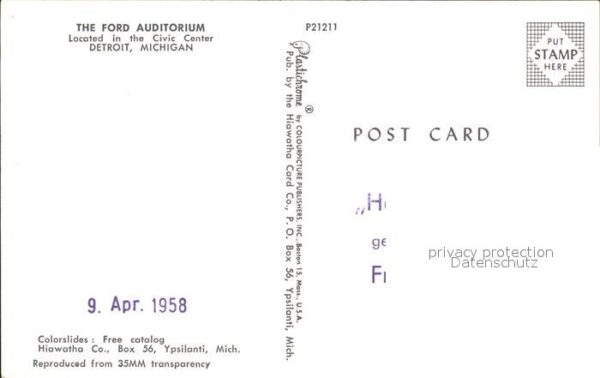 THE FORD AUDITORIUM
Located in the Civic Center
DETROIT, MICHIGAN
P21211
PUT
STAMP
HERE
Plastichrome ® by COLOURPICTURE PUBLISHERS, INC., Boston 15, Mass., U.S.A.
Pub. by the Hiawatha Card Co., P. O. Box 56, Ypsilanti, Mich.
POST CARD
privacy protection
Datenschutz
9. Apr. 1958
Colorslides: Free catalog
Hiawatha Co., Box 56, Ypsilanti, Mich.
Reproduced from 35MM transparency